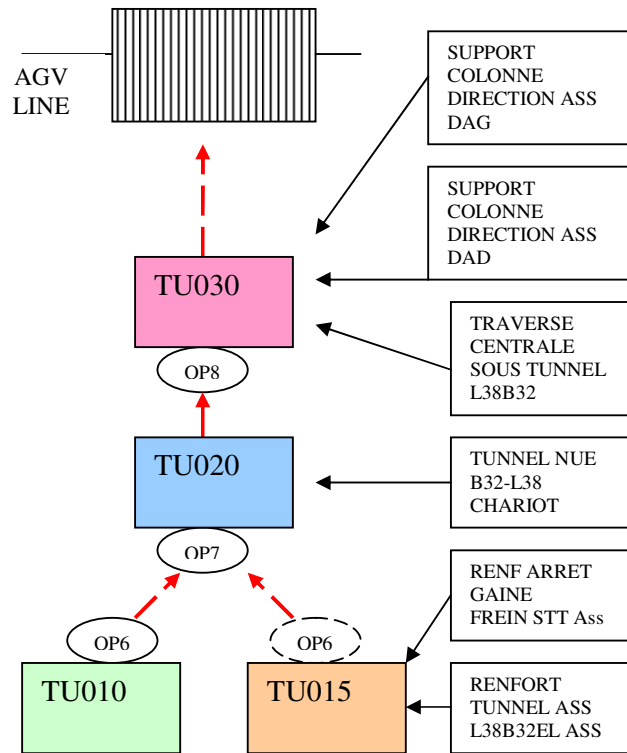 AGV
LINE
SUPPORT
COLONNE
DIRECTION ASS
DAG
SUPPORT
COLONNE
DIRECTION ASS
DAD
TU030
OP8
TRAVERSE
CENTRALE
SOUS TUNNEL
L38B32
TU020
OP7
TUNNEL NUE
B32-L38
CHARIOT
RENF ARRET
GAINE
FREIN STT Ass
OP6
OP6
TU010
TU015
RENFORT
TUNNEL ASS
L38B32EL ASS